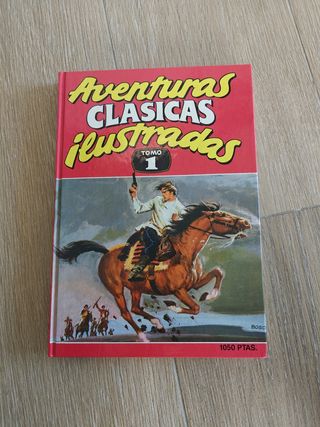 Aventuras
CLASICAS
ilustradas
TOMO
1
BOSC
1050 PTAS.